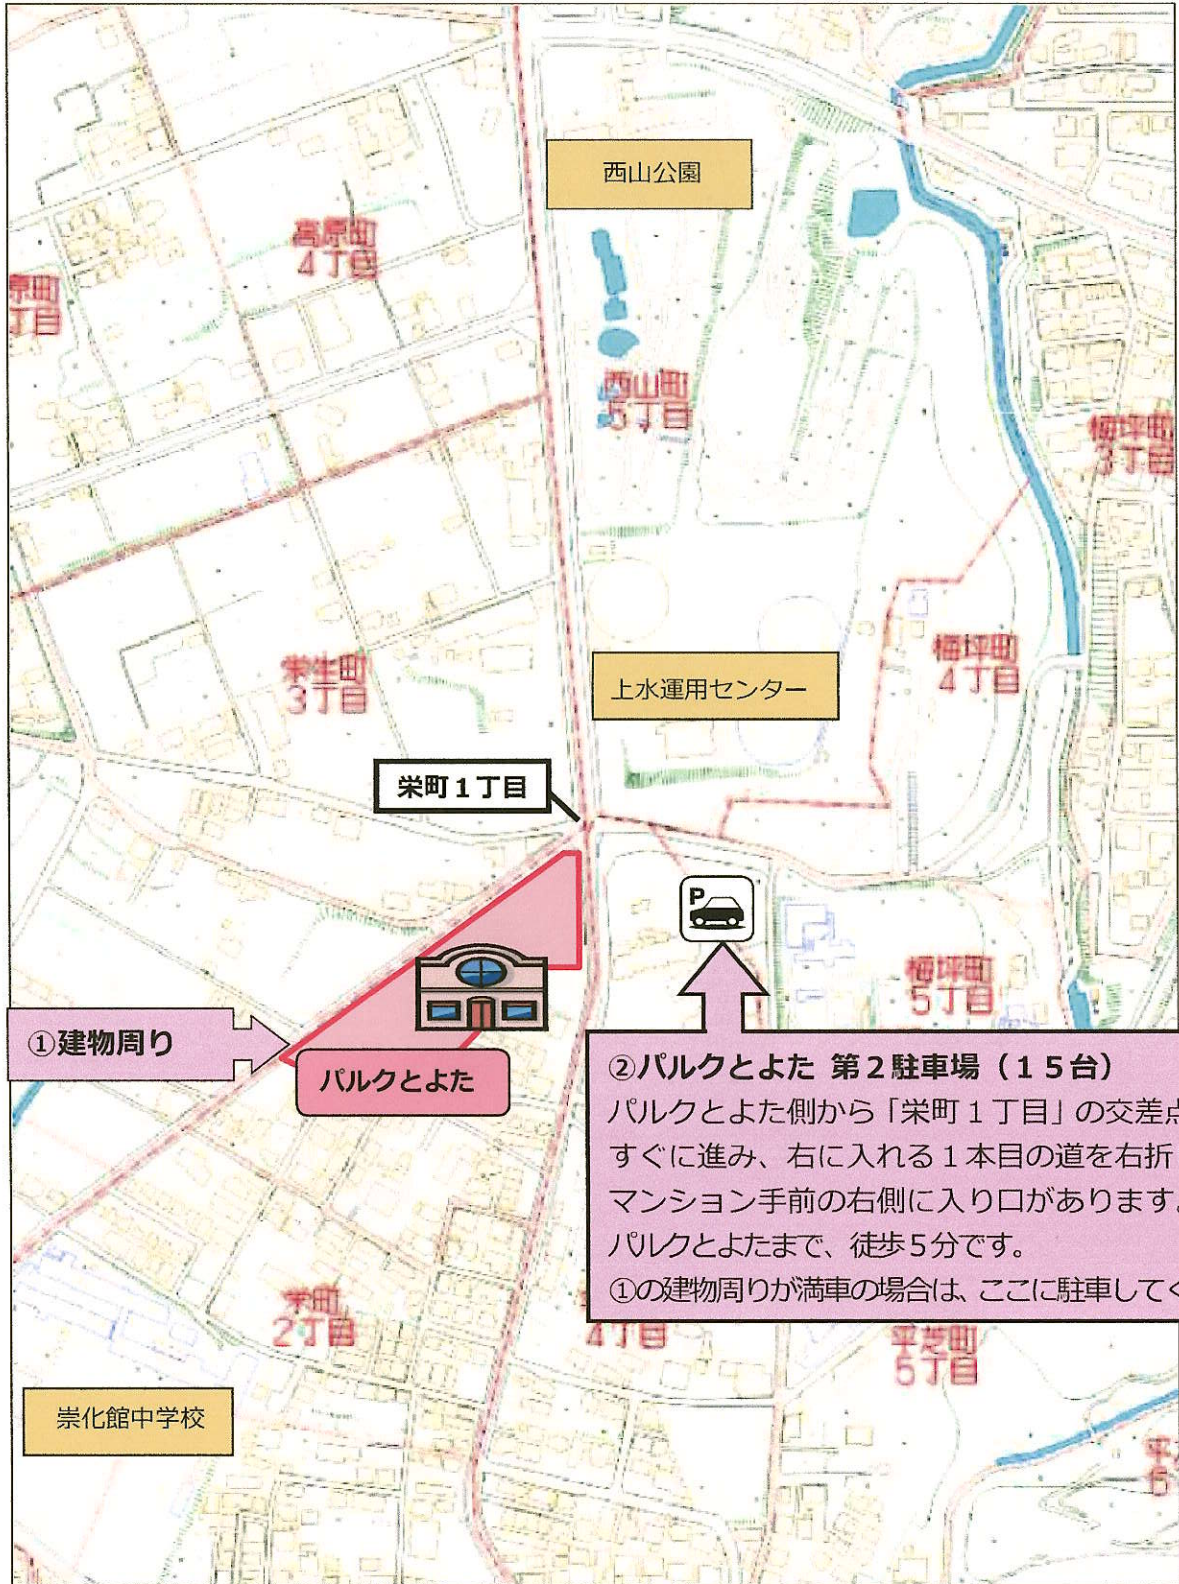 西山公園
高原町
4丁目
原町
丁目
西山町
5丁目
梅坪町
3丁目
梅坪町
4丁目
3丁目
上水運用センター
栄町１丁目
P
梅坪町
5丁目
①建物周り
パルクとよた
②パルクとよた 第２駐車場（１５台）
パルクとよた側から「栄町１丁目」の交差点
すぐに進み、右に入れる１本目の道を右折
マンション手前の右側に入り口があります。
パルクとよたまで、徒歩５分です。
①の建物周りが満車の場合は、ここに駐車してく
栄町
2丁目
4丁目
平芝町
5丁目
崇化館中学校